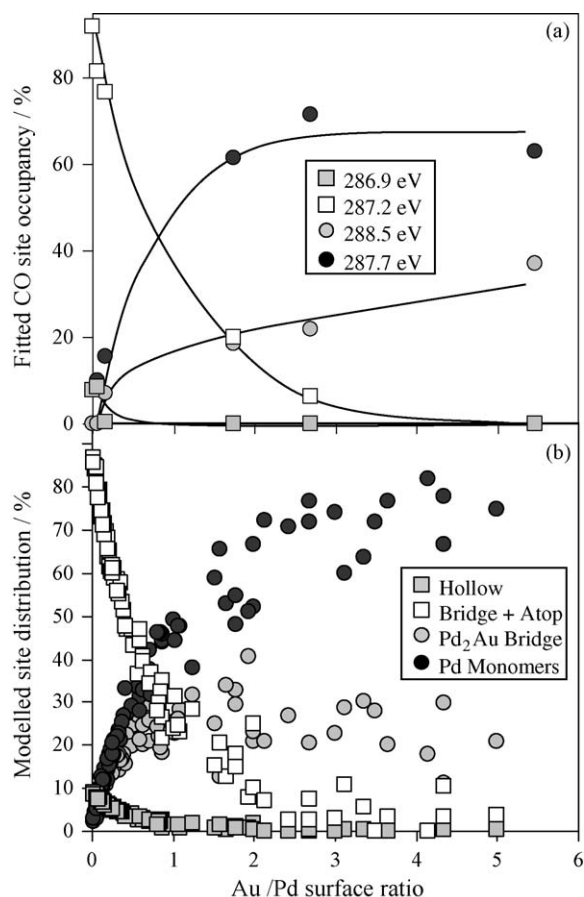 (a)
Fitted CO site occupancy / %
80
60
40
20
0
286.9 eV
287.2 eV
288.5 eV
287.7 eV
(b)
Modelled site distribution / %
80
70
60
50
40
30
20
10
0
Hollow
Bridge + Atop
Pd₂Au Bridge
Pd Monomers
0 1 2 3 4 5 6
Au /Pd surface ratio